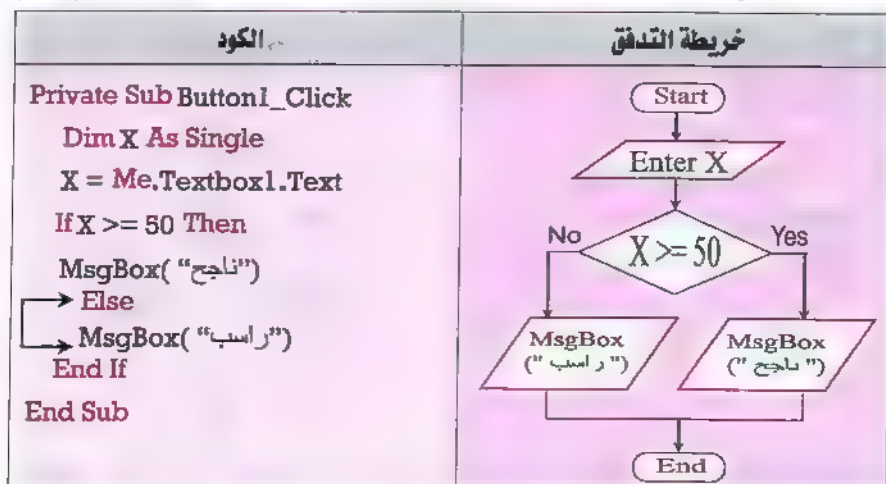 الكود
Private Sub Button1_Click
Dim X As Single
X = Me.Textbox1.Text
If X >= 50 Then
MsgBox( “ناجح”)
Else
MsgBox( “راسب”)
End If
End Sub
خريطة التدفق
Start
Enter X
X >= 50
No
Yes
MsgBox
(" راسب ")
MsgBox
(" ناجح ")
End